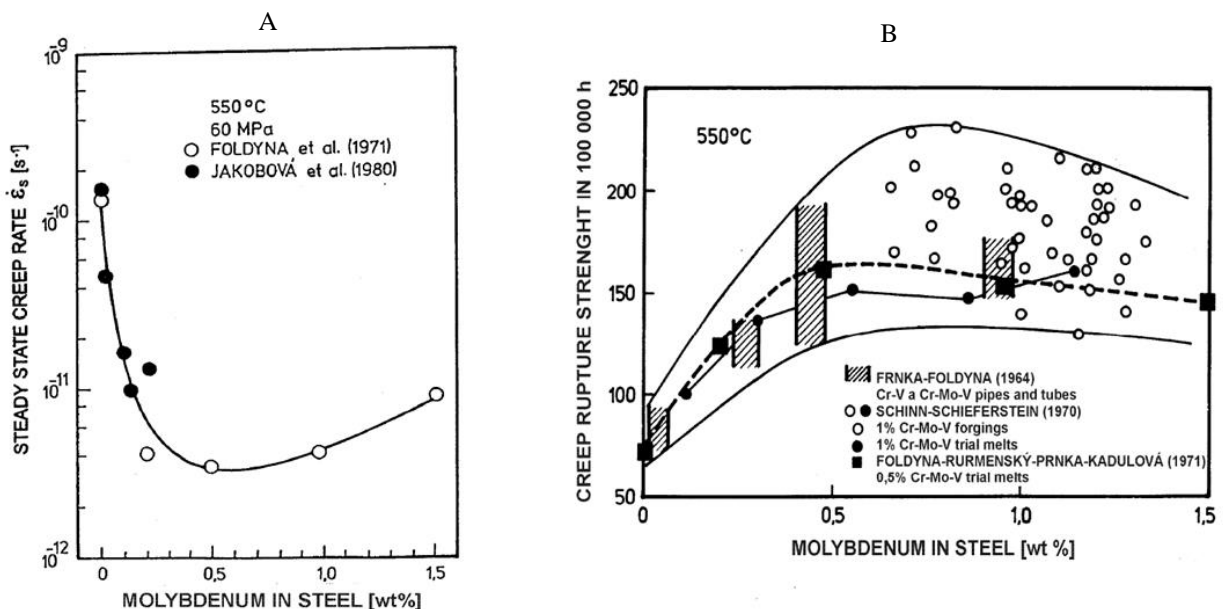 A
10⁻⁹
10⁻¹⁰
10⁻¹¹
10⁻¹²
STEADY STATE CREEP RATE ε̇s [s⁻¹]
550°C
60 MPa
○ FOLDYNA et al. (1971)
● JAKOBOVÁ et al. (1980)
0 0,5 1,0 1,5
MOLYBDENUM IN STEEL [wt%]
B
250
200
150
100
50
CREEP RUPTURE STRENGHT IN 100 000 h
550°C
FRNKA-FOLDYNA (1964)
Cr-V a Cr-Mo-V pipes and tubes
○● SCHINN-SCHIEFERSTEIN (1970)
○ 1% Cr-Mo-V forgings
● 1% Cr-Mo-V trial melts
■ FOLDYNA-RURMENSKÝ-PRNKA-KADULOVÁ (1971)
0,5% Cr-Mo-V trial melts
0 0,5 1,0 1,5
MOLYBDENUM IN STEEL [wt %]